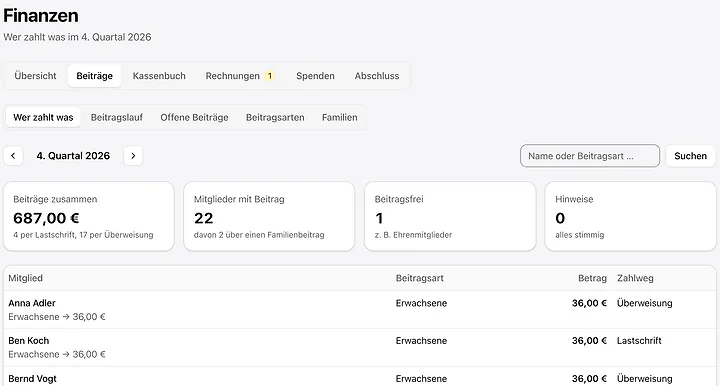 Finanzen
Wer zahlt was im 4. Quartal 2026
Übersicht Beiträge Kassenbuch Rechnungen 1 Spenden Abschluss
Wer zahlt was Beitragslauf Offene Beiträge Beitragsarten Familien
< 4. Quartal 2026 > Name oder Beitragsart ... Suchen
Beiträge zusammen Mitglieder mit Beitrag Beitragsfrei Hinweise
687,00 € 22 1 0
4 per Lastschrift, 17 per Überweisung davon 2 über einen Familienbeitrag z. B. Ehrenmitglieder alles stimmig
Mitglied Beitragsart Betrag Zahlweg
Anna Adler Erwachsene 36,00 € Überweisung
Erwachsene → 36,00 €
Ben Koch Erwachsene 36,00 € Lastschrift
Erwachsene → 36,00 €
Bernd Vogt Erwachsene 36,00 € Überweisung